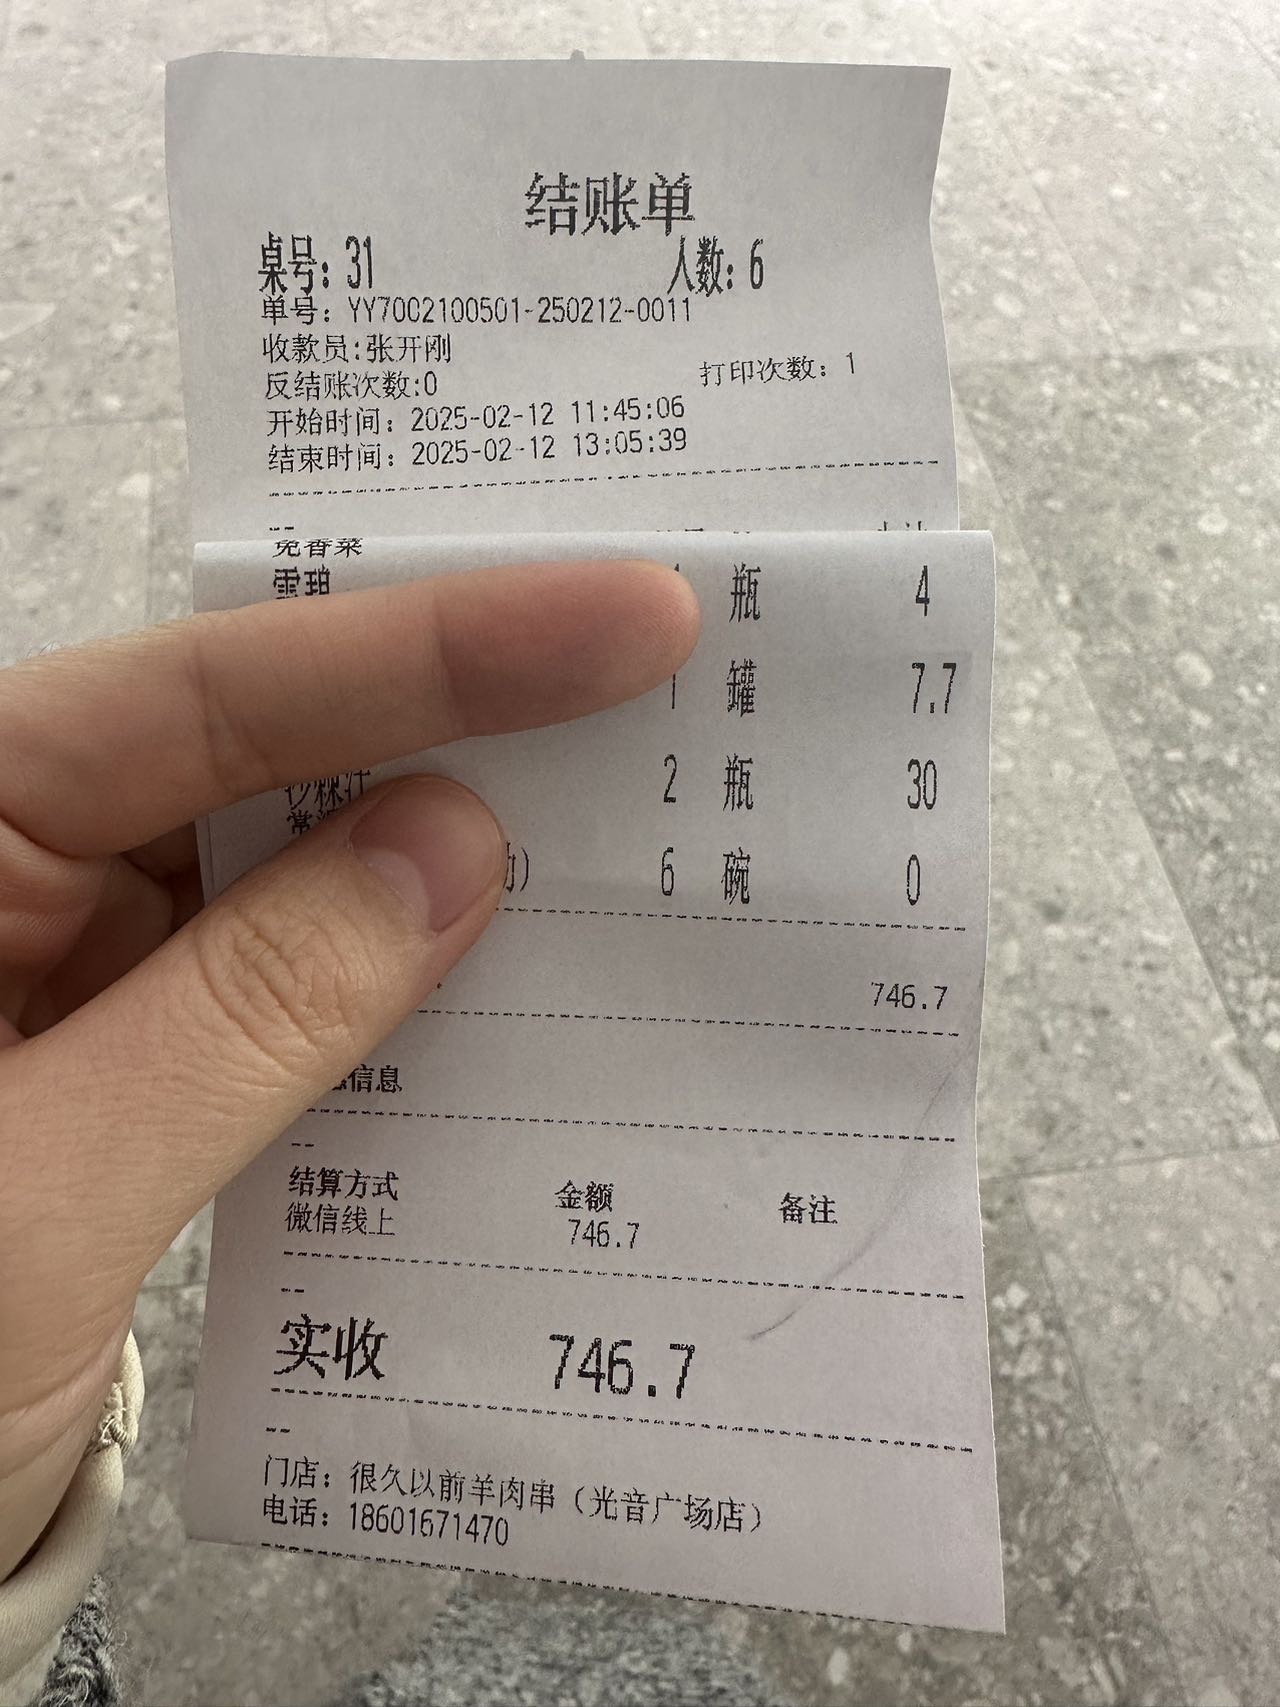 结账单
桌号：31 人数：6
单号：YY7002100501-250212-0011
收款员:张开刚
反结账次数:0 打印次数：1
开始时间：2025-02-12 11:45:06
结束时间：2025-02-12 13:05:39
免香菜
雪碧 1 瓶 4
1 罐 7.7
沙棘汁 2 瓶 30
常温
6 碗 0
746.7
信息
结算方式 金额 备注
微信线上 746.7
实收 746.7
门店：很久以前羊肉串（光音广场店）
电话：18601671470